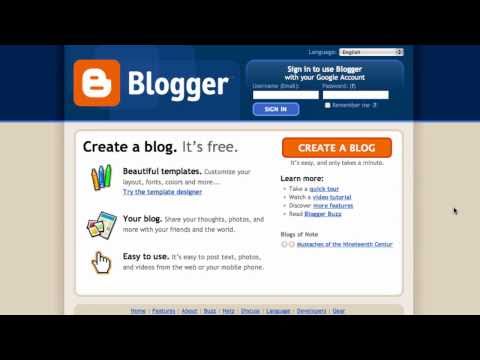 Language: English
Sign in to use Blogger
with your Google Account
Username (Email): Password: (?)
SIGN IN
Remember me (?)
Blogger
Create a blog. It's free.
Beautiful templates. Customize your
layout, fonts, colors and more...
Try the template designer
Your blog. Share your thoughts, photos, and
more with your friends and the world.
Easy to use. It's easy to post text, photos,
and videos from the web or your mobile phone.
CREATE A BLOG
It's easy, and only takes a minute.
Learn more:
Take a quick tour
Watch a video tutorial
Discover more features
Read Blogger Buzz
Blogs of Note
Mustaches of the Nineteenth Centur
Home | Features | About | Buzz | Help | Discuss | Language | Developers | Gear